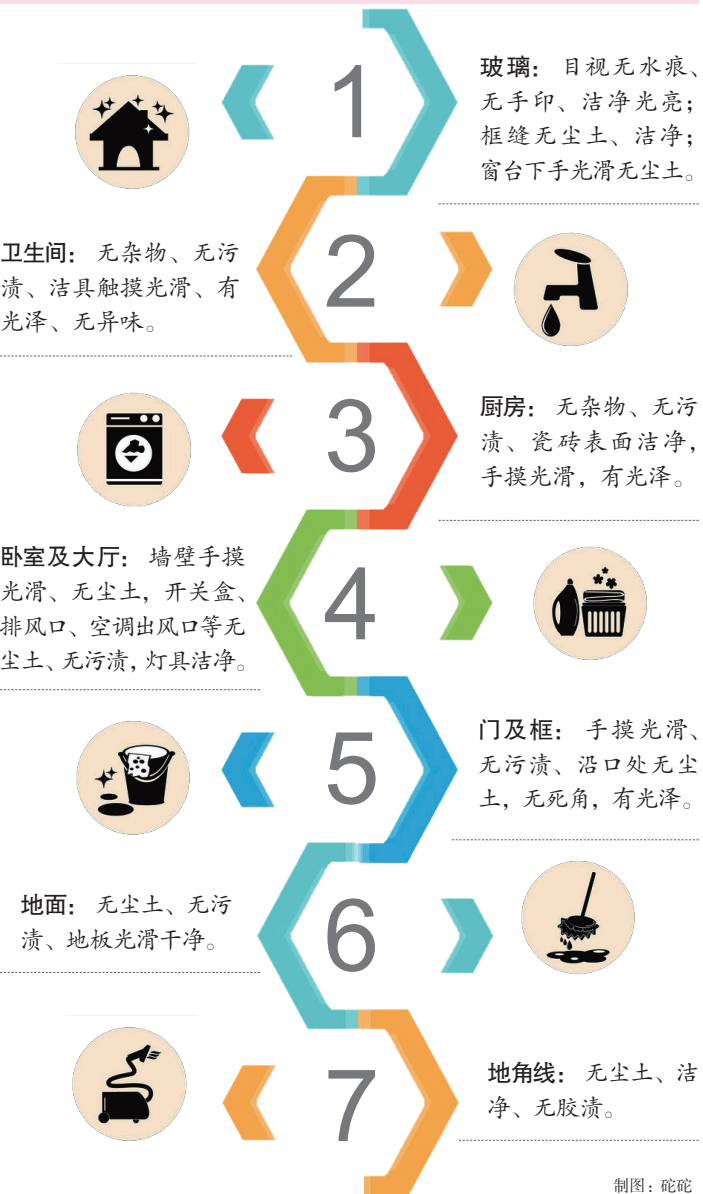 1
玻璃： 目视无水痕、
无手印、洁净光亮；
框缝无尘土、洁净；
窗台下手光滑无尘土。
2
卫生间： 无杂物、无污
渍、洁具触摸光滑、有
光泽、无异味。
3
厨房： 无杂物、无污
渍、瓷砖表面洁净，
手摸光滑，有光泽。
4
卧室及大厅： 墙壁手摸
光滑、无尘土，开关盒、
排风口、空调出风口等无
尘土、无污渍，灯具洁净。
5
门及框： 手摸光滑、
无污渍、沿口处无尘
土，无死角，有光泽。
6
地面： 无尘土、无污
渍、地板光滑干净。
7
地角线： 无尘土、洁
净、无胶渍。
制图：砣砣